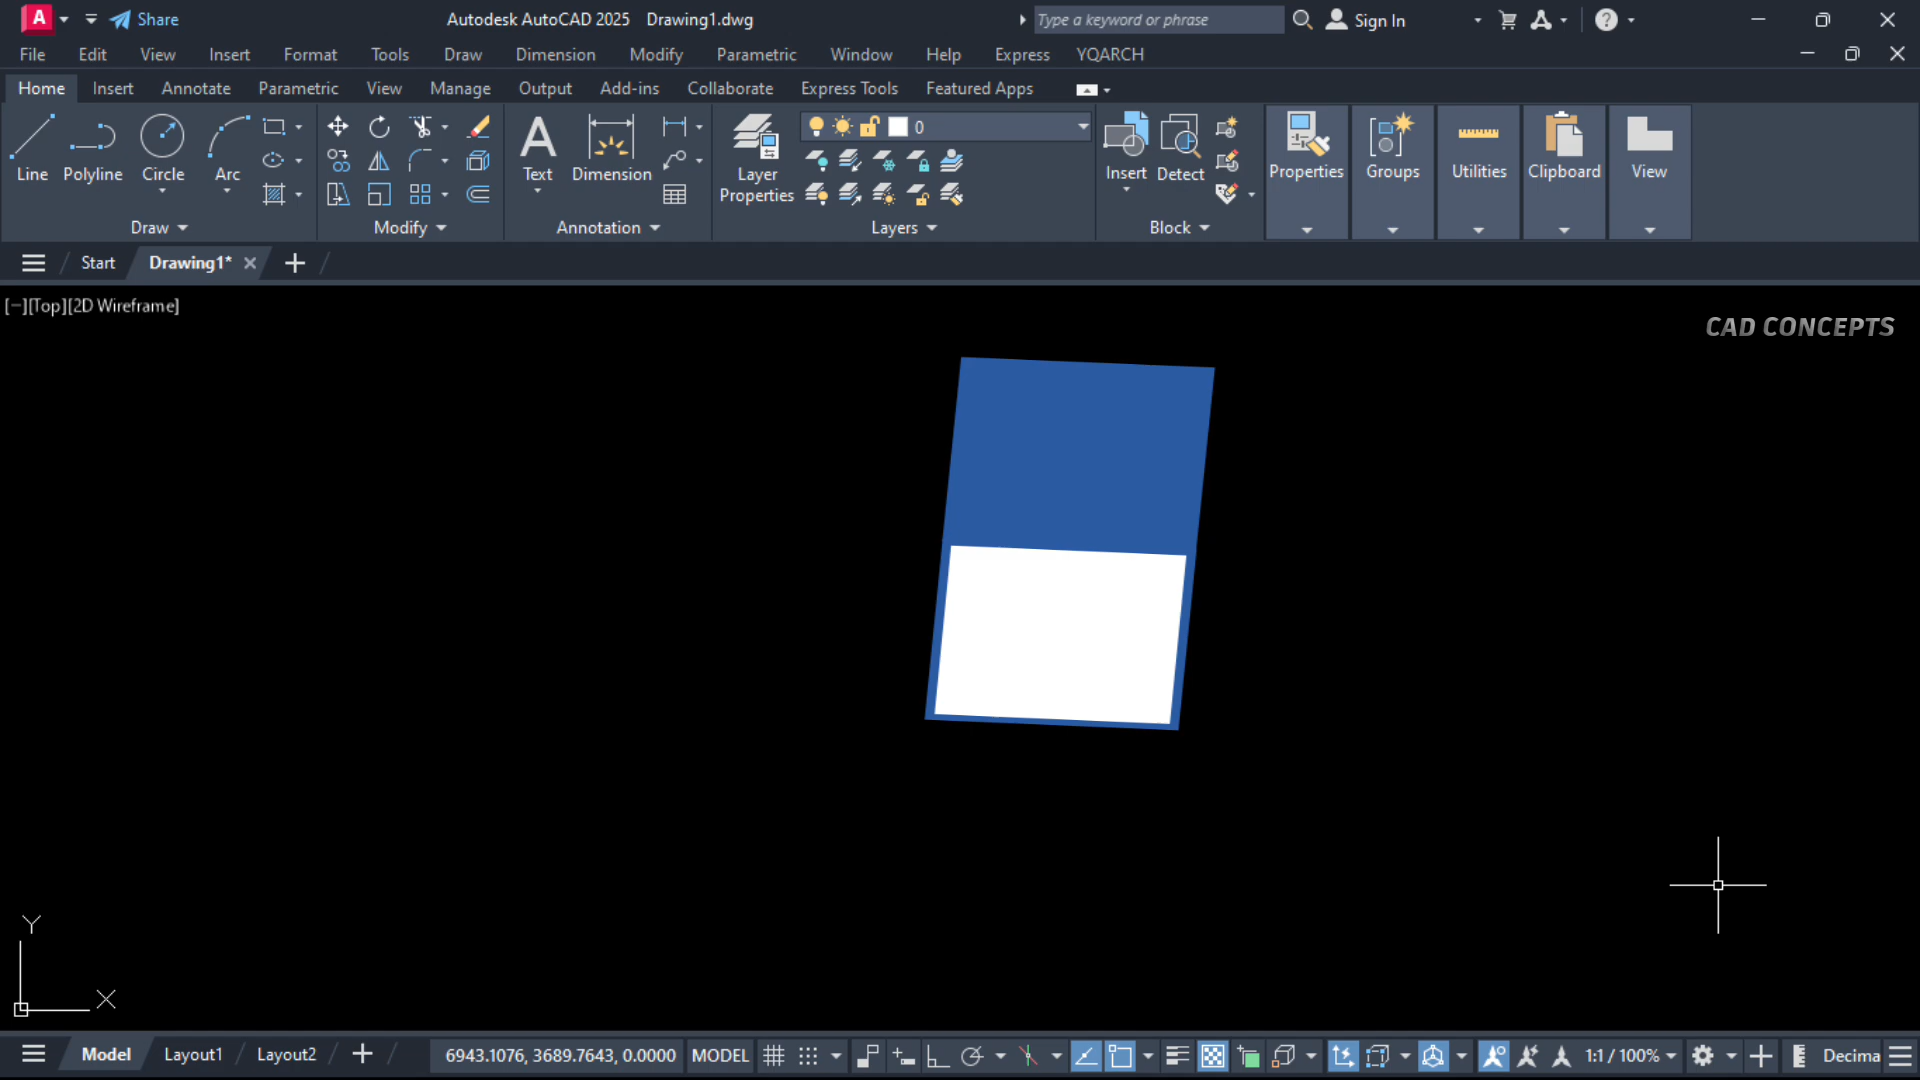 A Share Autodesk AutoCAD 2025 Drawing1.dwg Type a keyword or phrase Sign In ?
File Edit View Insert Format Tools Draw Dimension Modify Parametric Window Help Express YQARCH
Home Insert Annotate Parametric View Manage Output Add-ins Collaborate Express Tools Featured Apps
0
Line Polyline Circle Arc A Text Dimension Layer Properties Insert Detect Properties Groups Utilities Clipboard View
Draw Modify Annotation Layers Block
Start Drawing1*
[−][Top][2D Wireframe]
CAD CONCEPTS
Y
X
Model Layout1 Layout2 6943.1076, 3689.7643, 0.0000 MODEL 1:1 / 100% Decima